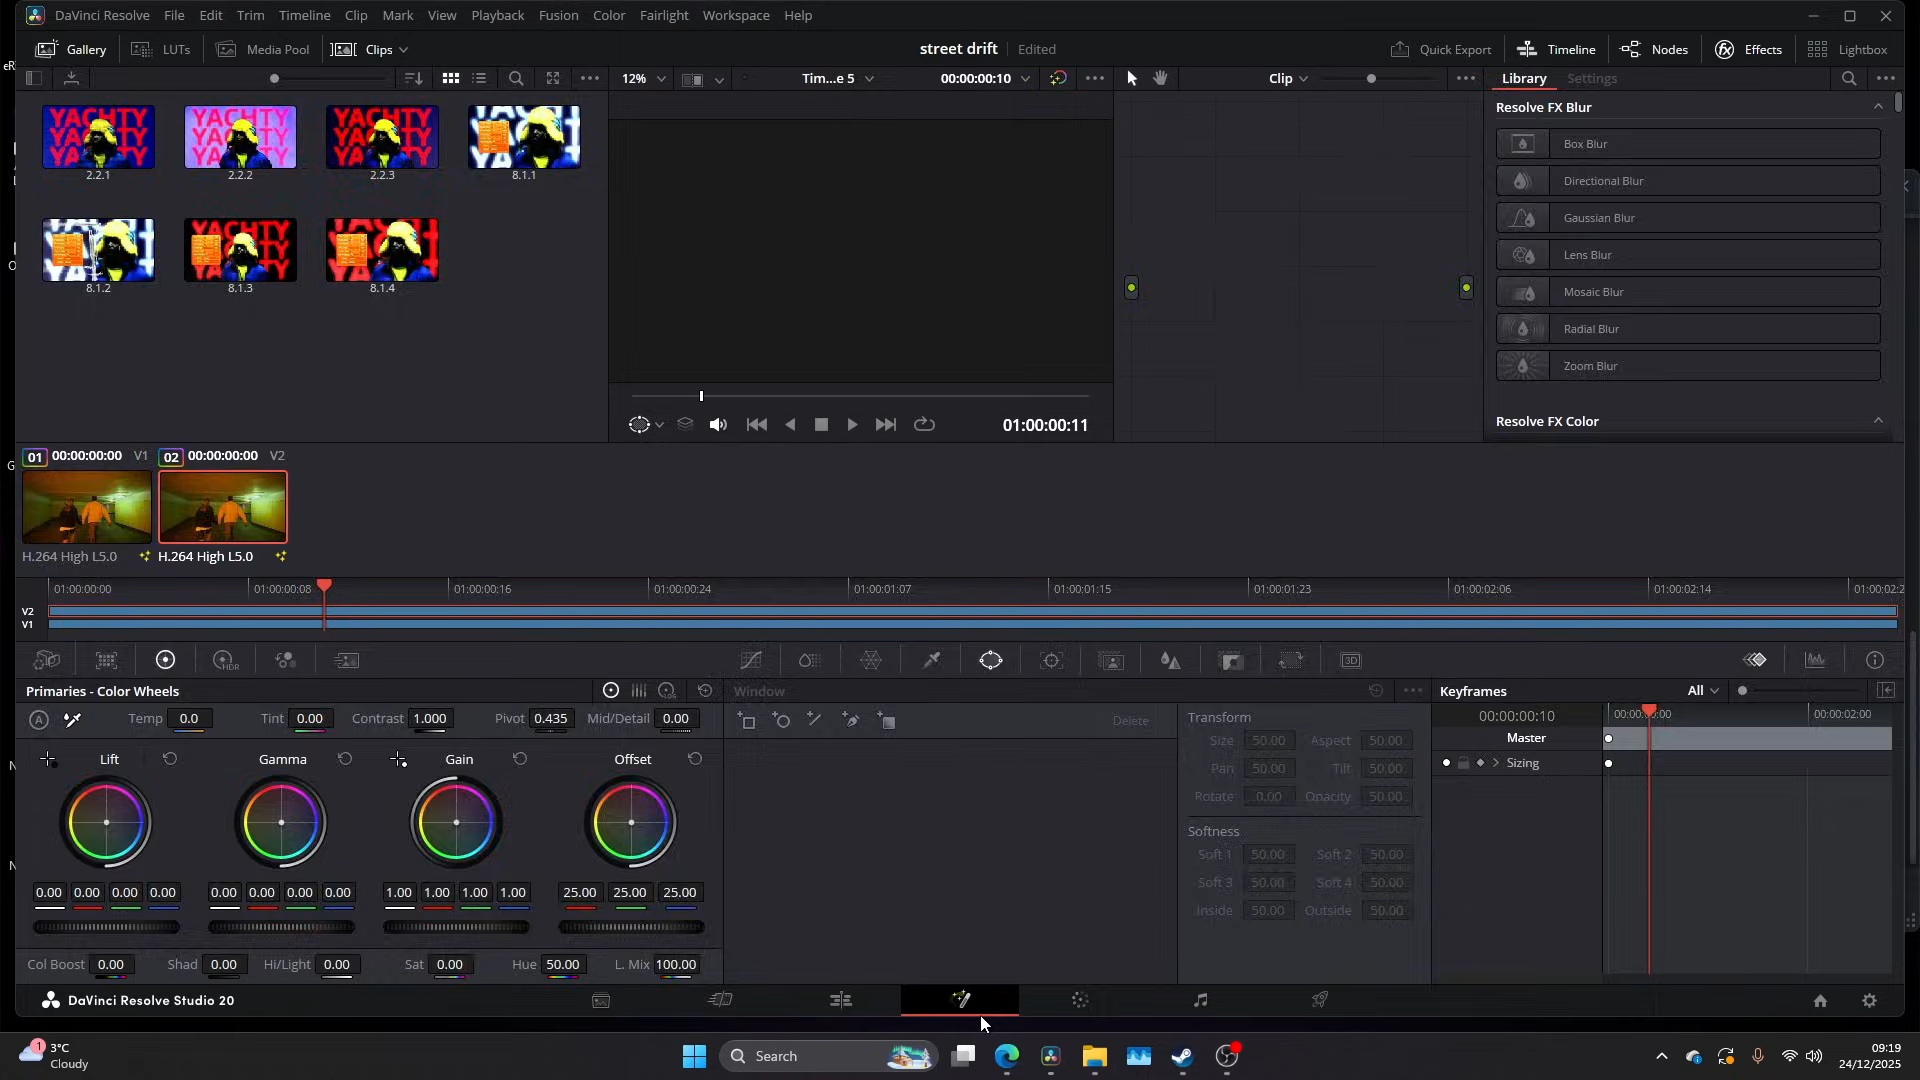 DaVinci Resolve File Edit Trim Timeline Clip Mark View Playback Fusion Color Fairlight Workspace Help
Gallery LUTs Media Pool Clips street drift Edited Quick Export Timeline Nodes Effects Lightbox
12% Tim...e 5 00:00:00:10 Clip Library Settings
Resolve FX Blur
Box Blur
Directional Blur
Gaussian Blur
Lens Blur
Mosaic Blur
Radial Blur
Zoom Blur
Resolve FX Color
2.2.1 2.2.2 2.2.3 8.1.1
8.1.2 8.1.3 8.1.4
01:00:00:11
01 00:00:00:00 V1 02 00:00:00:00 V2
H.264 High L5.0 H.264 High L5.0
01:00:00:00 01:00:00:08 01:00:00:16 01:00:00:24 01:00:01:07 01:00:01:15 01:00:01:23 01:00:02:06 01:00:02:14 01:00:02:2
V2
V1
HDR
LOG
3D
Primaries - Color Wheels Window Keyframes All
A Temp 0.0 Tint 0.00 Contrast 1.000 Pivot 0.435 Mid/Detail 0.00 Delete
Lift Gamma Gain Offset
0.00 0.00 0.00 0.00 0.00 0.00 0.00 0.00 1.00 1.00 1.00 1.00 25.00 25.00 25.00
Col Boost 0.00 Shad 0.00 Hi/Light 0.00 Sat 0.00 Hue 50.00 L. Mix 100.00
Transform
Size 50.00 Aspect 50.00
Pan 50.00 Tilt 50.00
Rotate 0.00 Opacity 50.00
Softness
Soft 1 50.00 Soft 2 50.00
Soft 3 50.00 Soft 4 50.00
Inside 50.00 Outside 50.00
00:00:00:10 00:00:00:00 00:00:02:00
Master
Sizing
DaVinci Resolve Studio 20
1
3°C
Cloudy
Search
09:19
24/12/2025